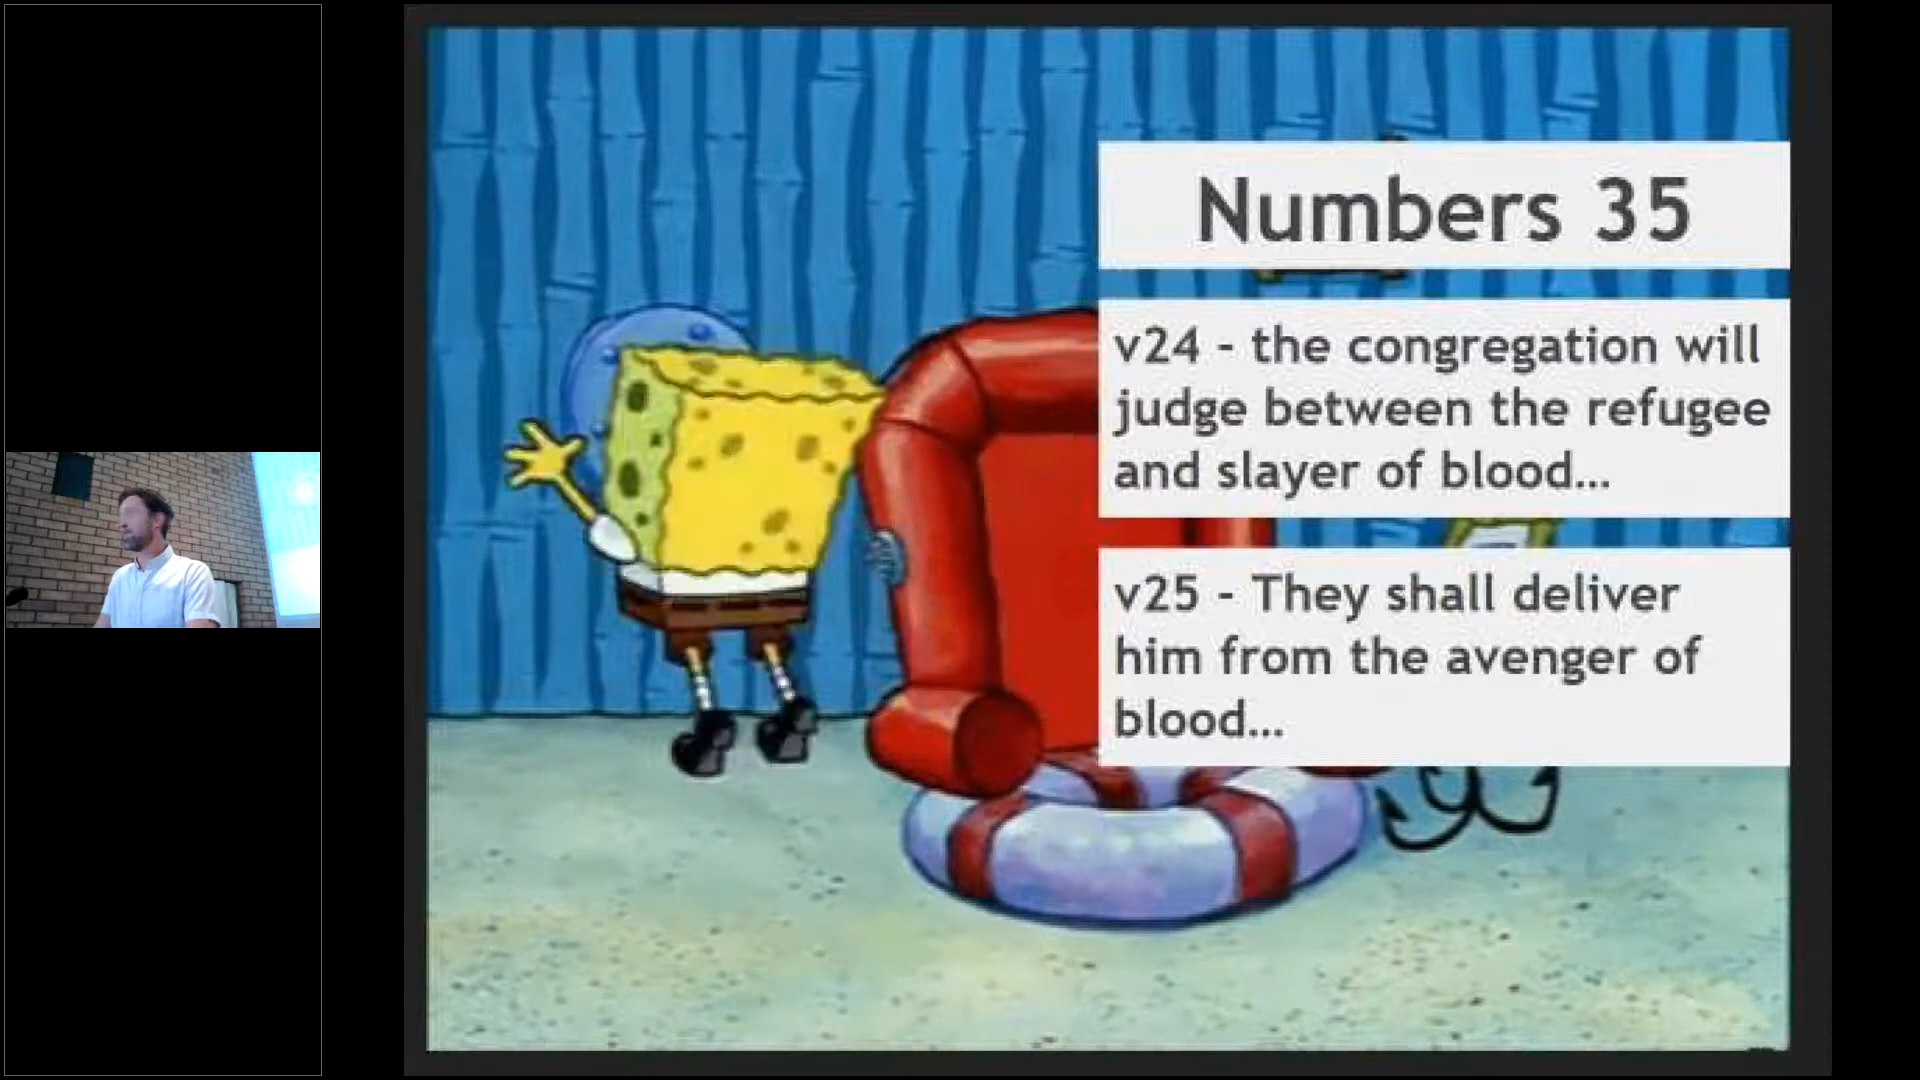 Numbers 35
v24 - the congregation will
judge between the refugee
and slayer of blood...
v25 - They shall deliver
him from the avenger of
blood...